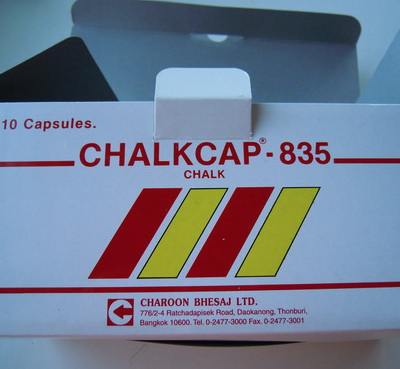 10 Capsules.
CHALKCAP® - 835
CHALK
CHAROON BHESAJ LTD.
776/2-4 Ratchadapisek Road, Daokanong, Thonburi,
Bangkok 10600. Tel. 0-2477-3000 Fax. 0-2477-3001